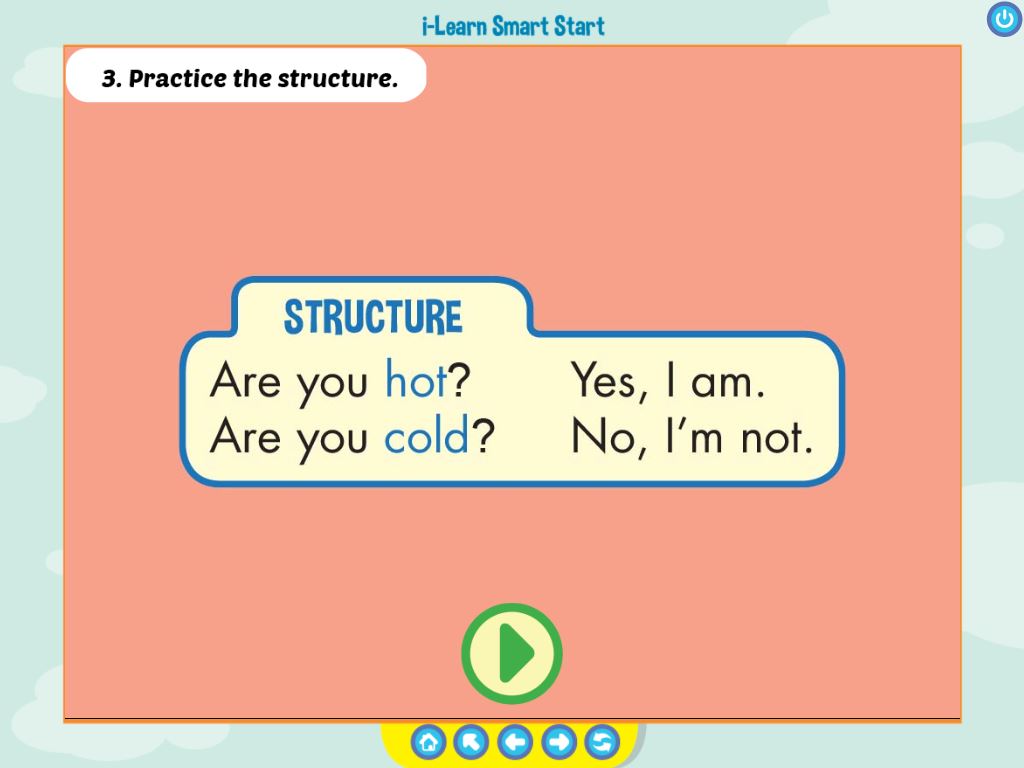 i-Learn Smart Start
3. Practice the structure.
STRUCTURE
Are you hot? Yes, I am.
Are you cold? No, I'm not.